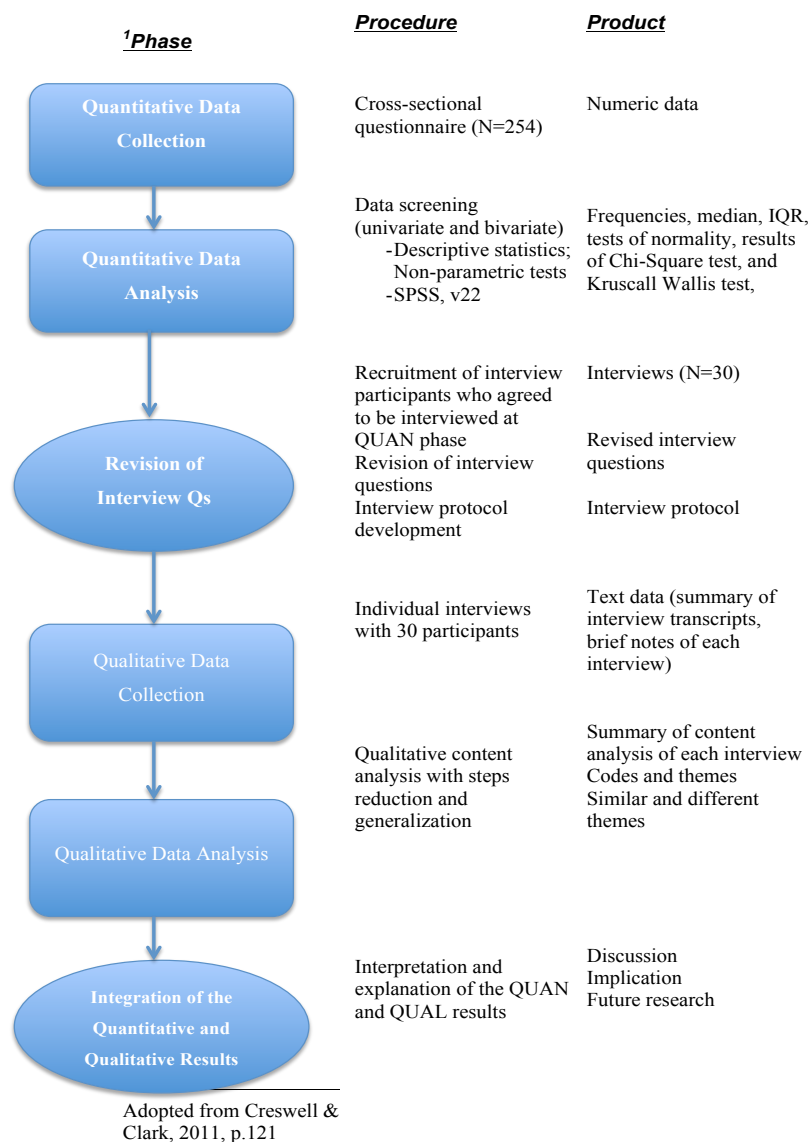 ¹Phase
Procedure
Product
Quantitative Data
Collection
Cross-sectional
questionnaire (N=254)
Numeric data
Quantitative Data
Analysis
Data screening
(univariate and bivariate)
-Descriptive statistics;
Non-parametric tests
-SPSS, v22
Frequencies, median, IQR,
tests of normality, results
of Chi-Square test, and
Kruscall Wallis test,
Revision of
Interview Qs
Recruitment of interview
participants who agreed
to be interviewed at
QUAN phase
Revision of interview
questions
Interview protocol
development
Interviews (N=30)
Revised interview
questions
Interview protocol
Qualitative Data
Collection
Individual interviews
with 30 participants
Text data (summary of
interview transcripts,
brief notes of each
interview)
Qualitative Data Analysis
Qualitative content
analysis with steps
reduction and
generalization
Summary of content
analysis of each interview
Codes and themes
Similar and different
themes
Integration of the
Quantitative and
Qualitative Results
Interpretation and
explanation of the QUAN
and QUAL results
Discussion
Implication
Future research
Adopted from Creswell &
Clark, 2011, p.121